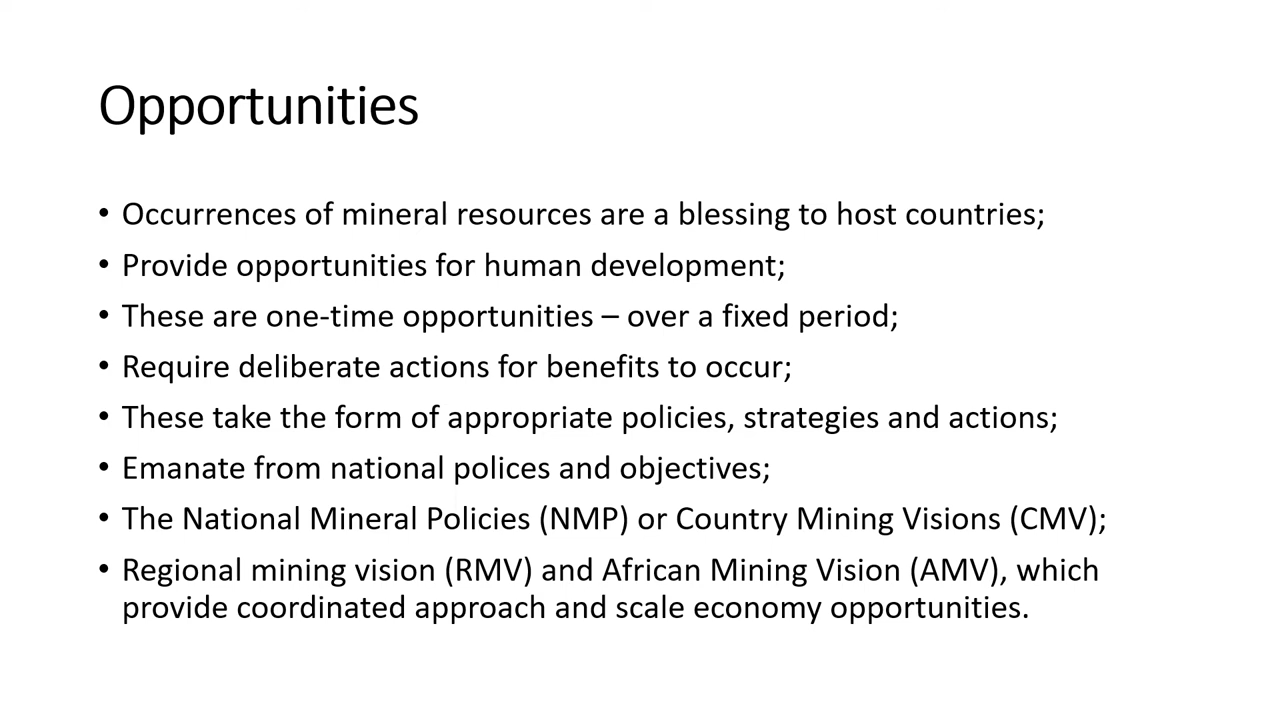 Opportunities
• Occurrences of mineral resources are a blessing to host countries;
• Provide opportunities for human development;
• These are one-time opportunities – over a fixed period;
• Require deliberate actions for benefits to occur;
• These take the form of appropriate policies, strategies and actions;
• Emanate from national polices and objectives;
• The National Mineral Policies (NMP) or Country Mining Visions (CMV);
• Regional mining vision (RMV) and African Mining Vision (AMV), which
provide coordinated approach and scale economy opportunities.